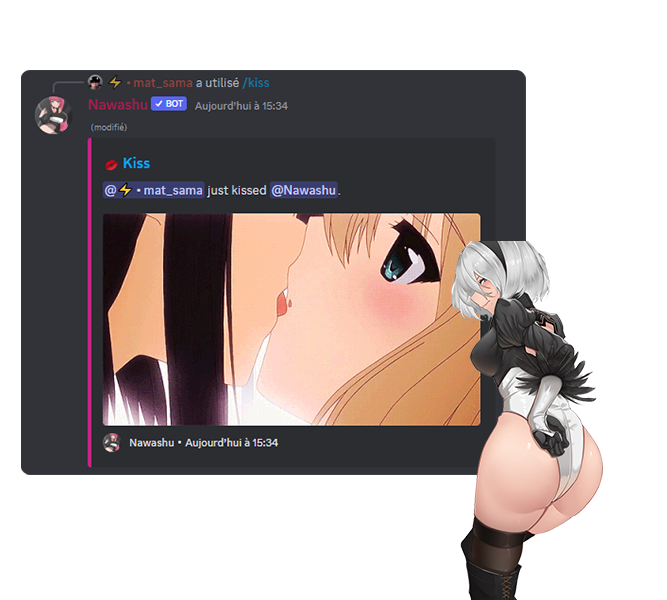 ⚡ • mat_sama a utilisé /kiss
Nawashu ✓ BOT Aujourd'hui à 15:34
(modifié)
💋 Kiss
@⚡ • mat_sama just kissed @Nawashu.
Nawashu • Aujourd'hui à 15:34